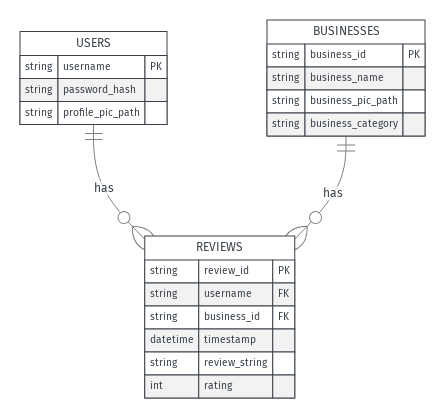 USERS
string username PK
string password_hash
string profile_pic_path
BUSINESSES
string business_id PK
string business_name
string business_pic_path
string business_category
has
has
REVIEWS
string review_id PK
string username FK
string business_id FK
datetime timestamp
string review_string
int rating